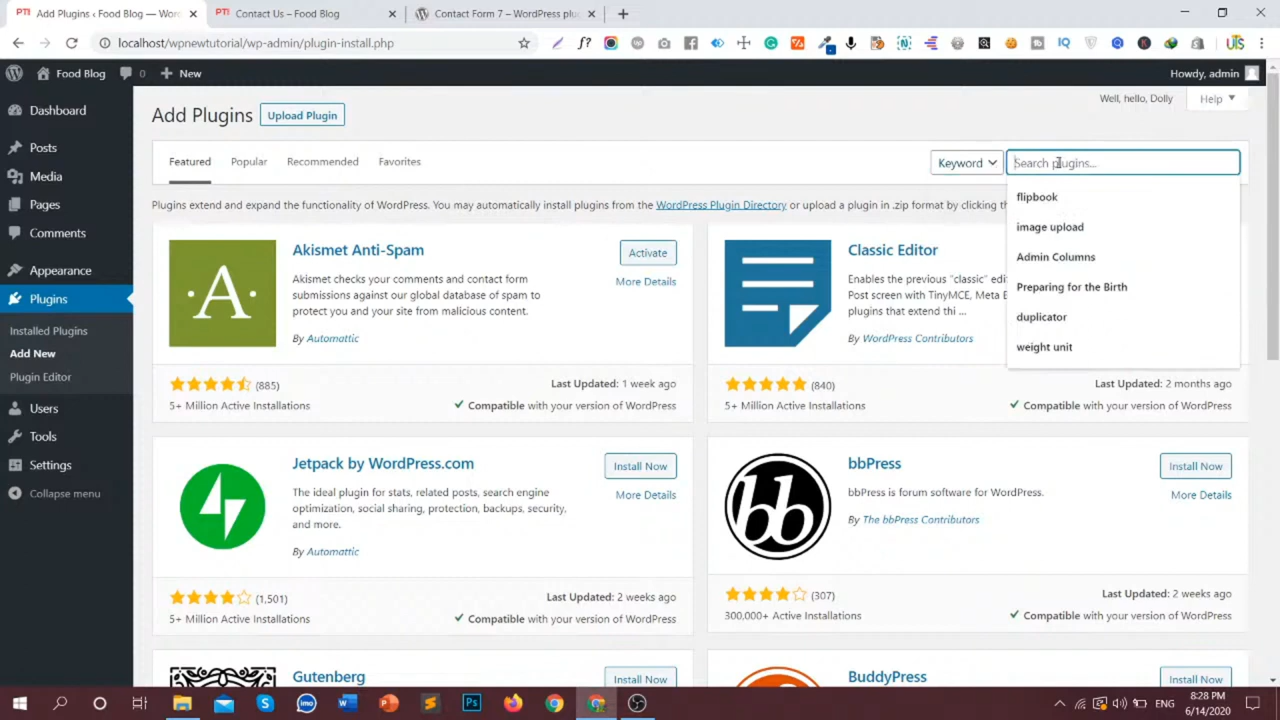 PT! Add Plugins ‹ Food Blog — Wor
PT! Contact Us – Food Blog
Contact Form 7 – WordPress plu
localhost/wpnewtutorial/wp-admin/plugin-install.php
Food Blog
0
New
Howdy, admin
Dashboard
Posts
Media
Pages
Comments
Appearance
Plugins
Installed Plugins
Add New
Plugin Editor
Users
Tools
Settings
Collapse menu
Well, hello, Dolly
Help
Add Plugins
Upload Plugin
Featured
Popular
Recommended
Favorites
Keyword
Search plugins...
flipbook
image upload
Admin Columns
Preparing for the Birth
duplicator
weight unit
Plugins extend and expand the functionality of WordPress. You may automatically install plugins from the WordPress Plugin Directory or upload a plugin in .zip format by clicking th
Akismet Anti-Spam
Activate
More Details
Akismet checks your comments and contact
form submissions against our global database of spam to
protect you and your site from malicious content.
By Automattic
(885)
5+ Million Active Installations
Last Updated: 1 week ago
Compatible with your version of WordPress
Classic Editor
Enables the previous "classic" edi
Post screen with TinyMCE, Meta B
plugins that extend thi ...
By WordPress Contributors
(840)
5+ Million Active Installations
Last Updated: 2 months ago
Compatible with your version of WordPress
Jetpack by WordPress.com
Install Now
More Details
The ideal plugin for stats, related posts, search engine
optimization, social sharing, protection, backups, security,
and more.
By Automattic
(1,501)
5+ Million Active Installations
Last Updated: 2 weeks ago
Compatible with your version of WordPress
bb
bbPress
Install Now
More Details
bbPress is forum software for WordPress.
By The bbPress Contributors
(307)
300,000+ Active Installations
Last Updated: 2 weeks ago
Compatible with your version of WordPress
Gutenberg
Install Now
BuddyPress
Install Now
ENG
8:28 PM
6/14/2020